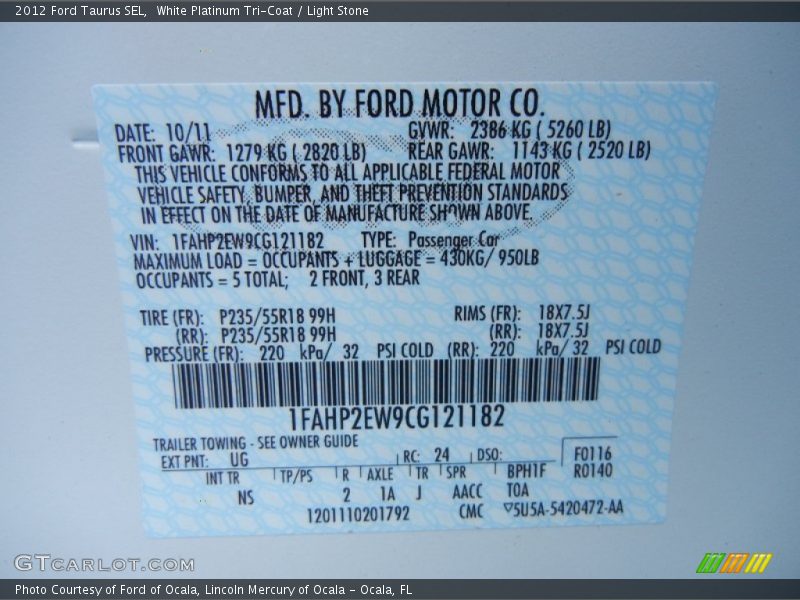 2012 Ford Taurus SEL, White Platinum Tri-Coat / Light Stone
MFD. BY FORD MOTOR CO.
DATE: 10/11 GVWR: 2386 KG ( 5260 LB)
FRONT GAWR: 1279 KG ( 2820 LB) REAR GAWR: 1143 KG ( 2520 LB)
THIS VEHICLE CONFORMS TO ALL APPLICABLE FEDERAL MOTOR
VEHICLE SAFETY, BUMPER, AND THEFT PREVENTION STANDARDS
IN EFFECT ON THE DATE OF MANUFACTURE SHOWN ABOVE.
VIN: 1FAHP2EW9CG121182 TYPE: Passenger Car
MAXIMUM LOAD = OCCUPANTS + LUGGAGE = 430KG/ 950LB
OCCUPANTS = 5 TOTAL; 2 FRONT, 3 REAR
TIRE (FR): P235/55R18 99H RIMS (FR): 18X7.5J
(RR): P235/55R18 99H (RR): 18X7.5J
PRESSURE (FR): 220 kPa/ 32 PSI COLD (RR): 220 kPa/ 32 PSI COLD
1FAHP2EW9CG121182
TRAILER TOWING - SEE OWNER GUIDE
EXT PNT: UG RC: 24 DSO: F0116
INT TR TP/PS R AXLE TR SPR BPH1F R0140
NS 2 1A J AACC TOA
1201110201792 CMC ▽5U5A-5420472-AA
GTCARLOT.COM
Photo Courtesy of Ford of Ocala, Lincoln Mercury of Ocala - Ocala, FL